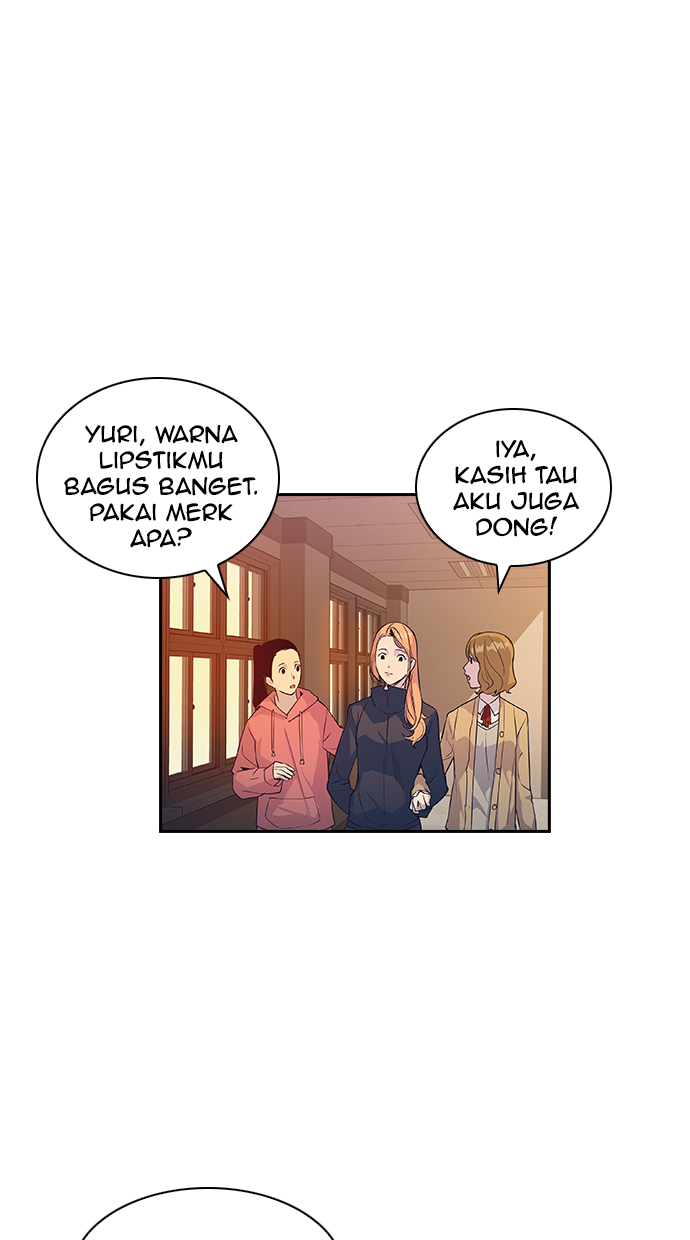 YURI, WARNA
LIPSTIKMU
BAGUS BANGET.
PAKAI MERK
APA?
IYA,
KASIH TAU
AKU JUGA
DONG!